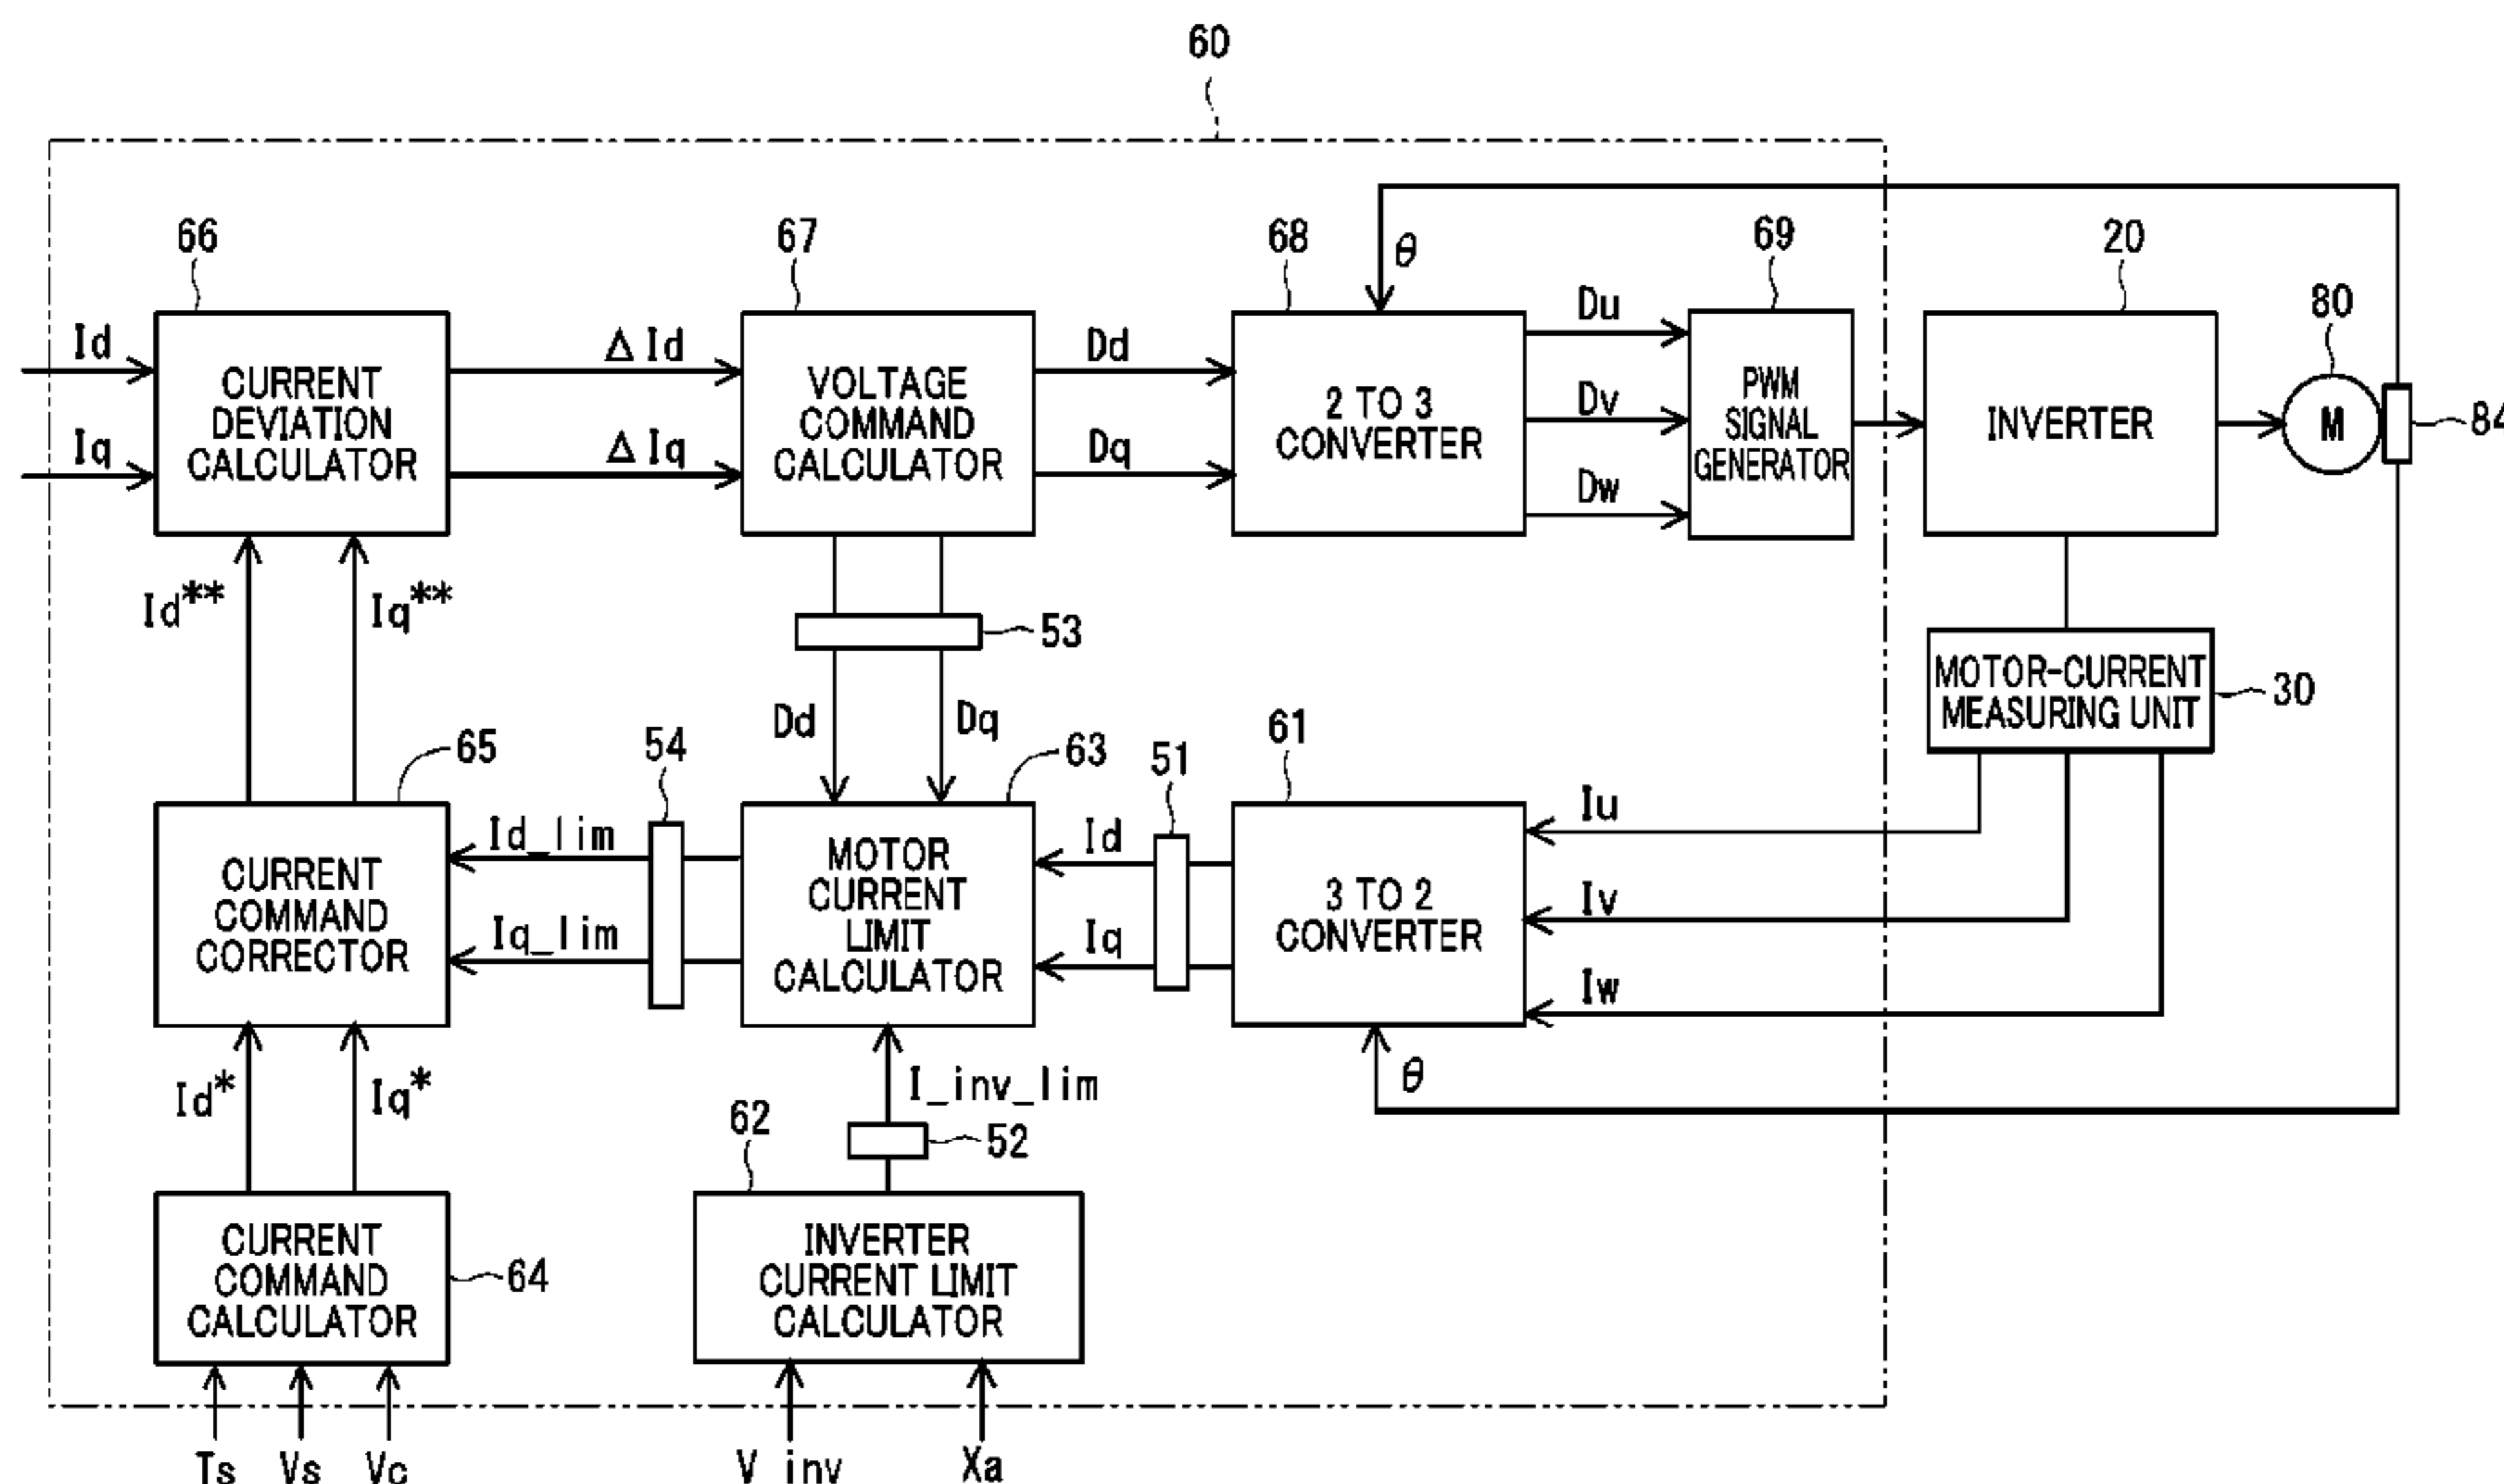 60
66
67
68
θ
69
20
80
Id
Iq
CURRENT
DEVIATION
CALCULATOR
Δ Id
Δ Iq
VOLTAGE
COMMAND
CALCULATOR
Dd
Dq
2 TO 3
CONVERTER
Du
Dv
Dw
PWM
SIGNAL
GENERATOR
INVERTER
M
84
Id**
Iq**
53
Dd
Dq
MOTOR-CURRENT
MEASURING UNIT
30
65
54
63
51
61
CURRENT
COMMAND
CORRECTOR
Id_lim
Iq_lim
MOTOR
CURRENT
LIMIT
CALCULATOR
Id
Iq
3 TO 2
CONVERTER
Iu
Iv
Iw
Id*
Iq*
I_inv_lim
θ
62
52
CURRENT
COMMAND
CALCULATOR
64
INVERTER
CURRENT LIMIT
CALCULATOR
Ts
Vs
Vc
V inv
Xa